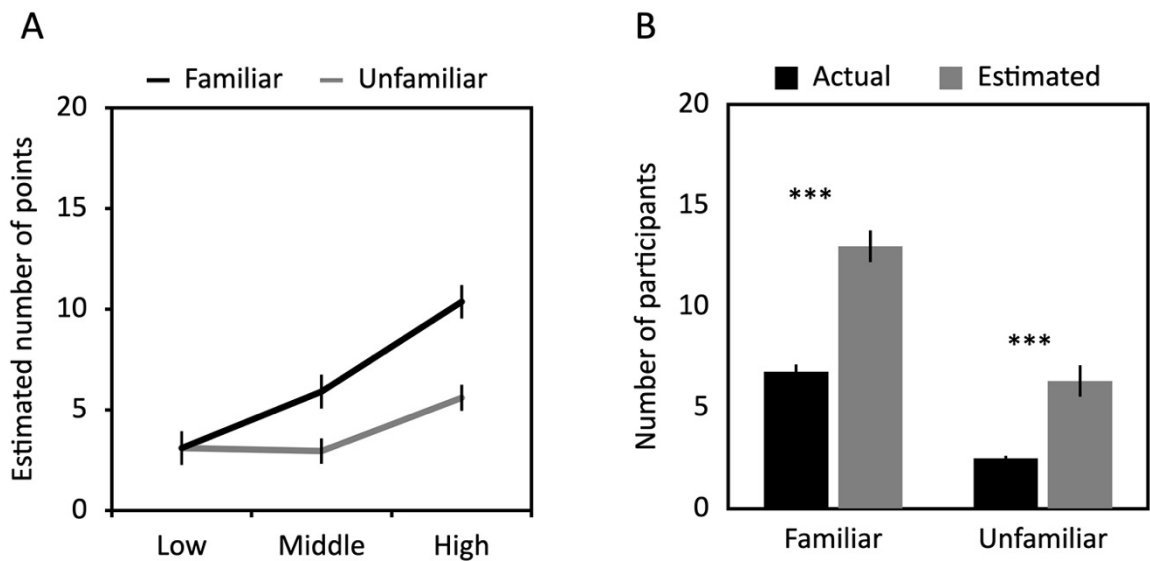 A
Familiar Unfamiliar
Estimated number of points
20
15
10
5
0
Low Middle High
B
Actual Estimated
Number of participants
20
15
10
5
0
***
***
Familiar Unfamiliar